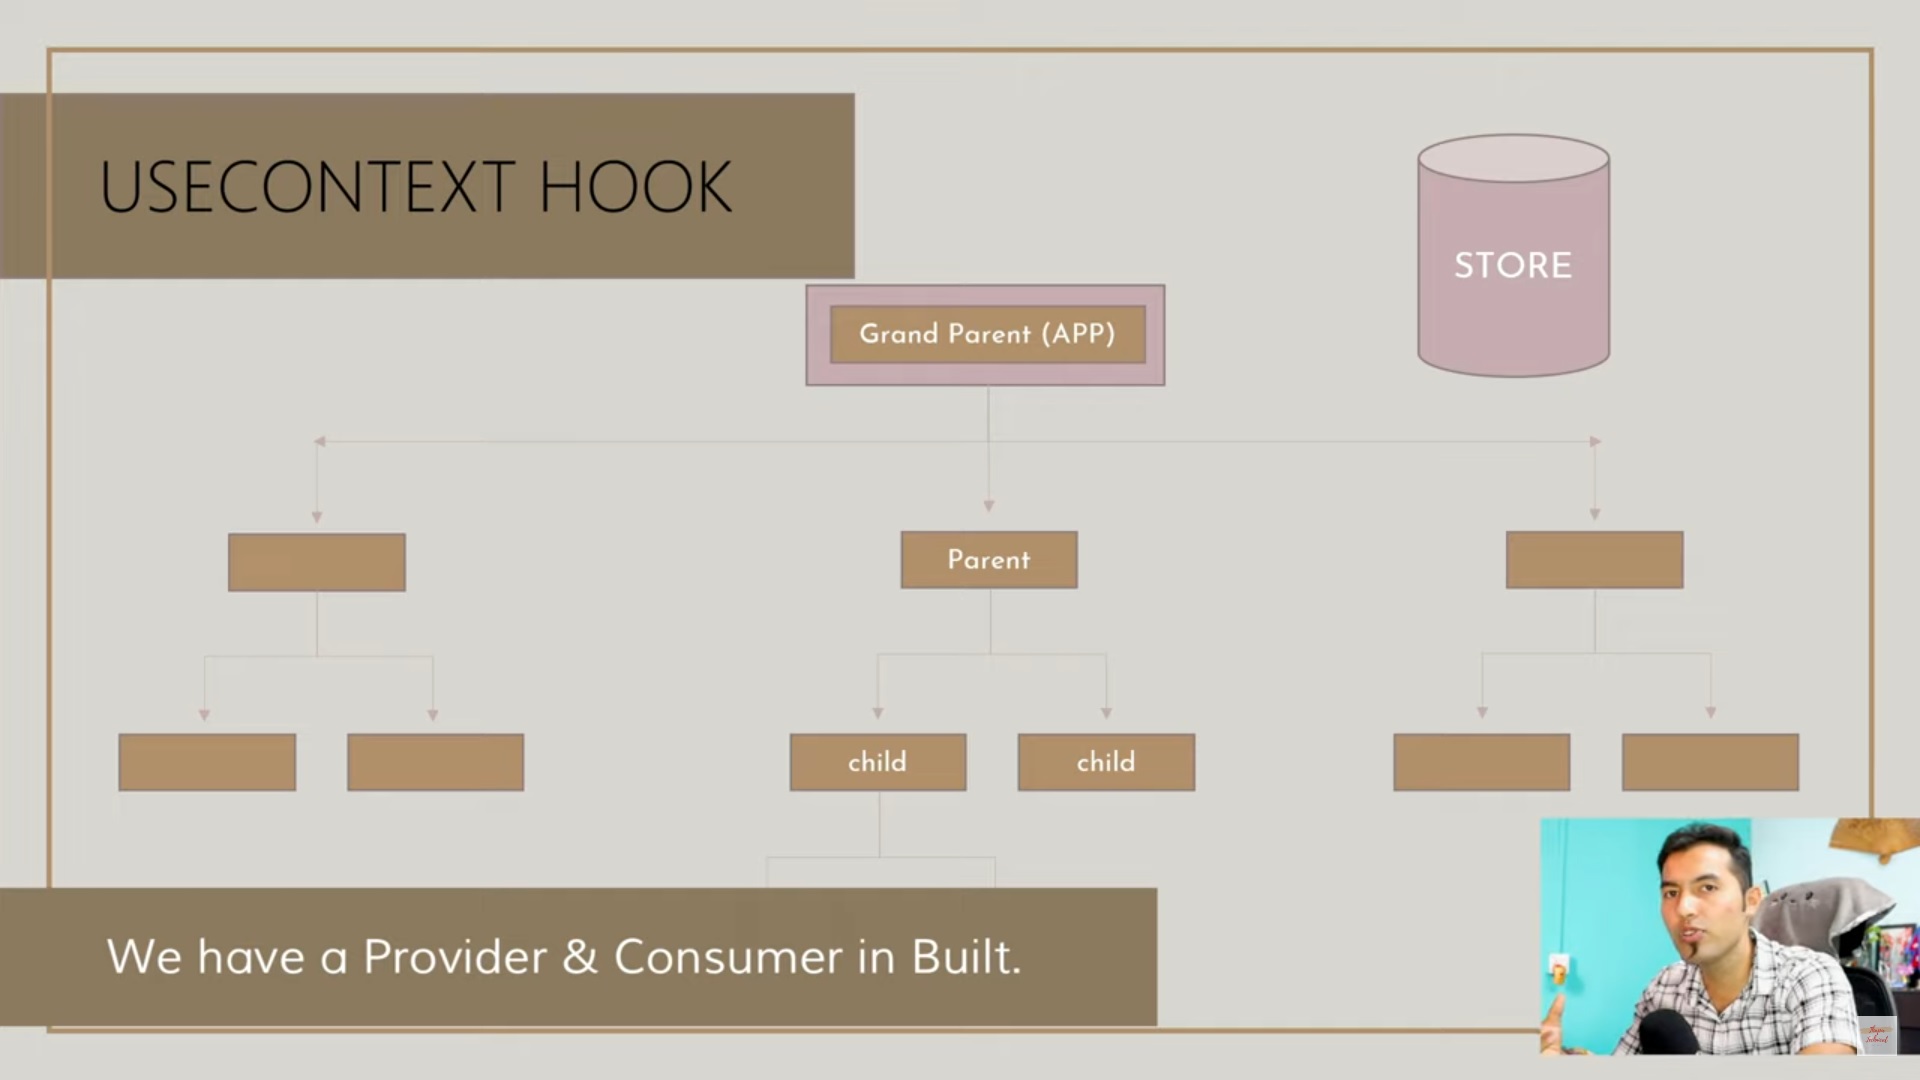 USECONTEXT HOOK
STORE
Grand Parent (APP)
Parent
child
child
We have a Provider & Consumer in Built.